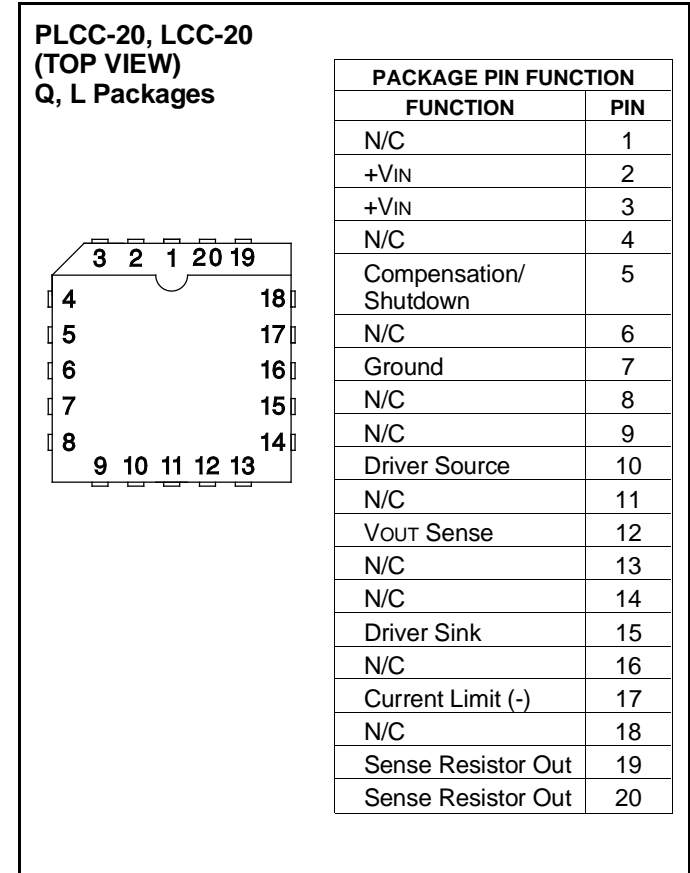 PLCC-20, LCC-20
(TOP VIEW)
Q, L Packages
3 2 1 20 19
4 18
5 17
6 16
7 15
8 14
9 10 11 12 13
PACKAGE PIN FUNCTION
FUNCTION PIN
N/C 1
+VIN 2
+VIN 3
N/C 4
Compensation/ 5
Shutdown
N/C 6
Ground 7
N/C 8
N/C 9
Driver Source 10
N/C 11
VOUT Sense 12
N/C 13
N/C 14
Driver Sink 15
N/C 16
Current Limit (-) 17
N/C 18
Sense Resistor Out 19
Sense Resistor Out 20